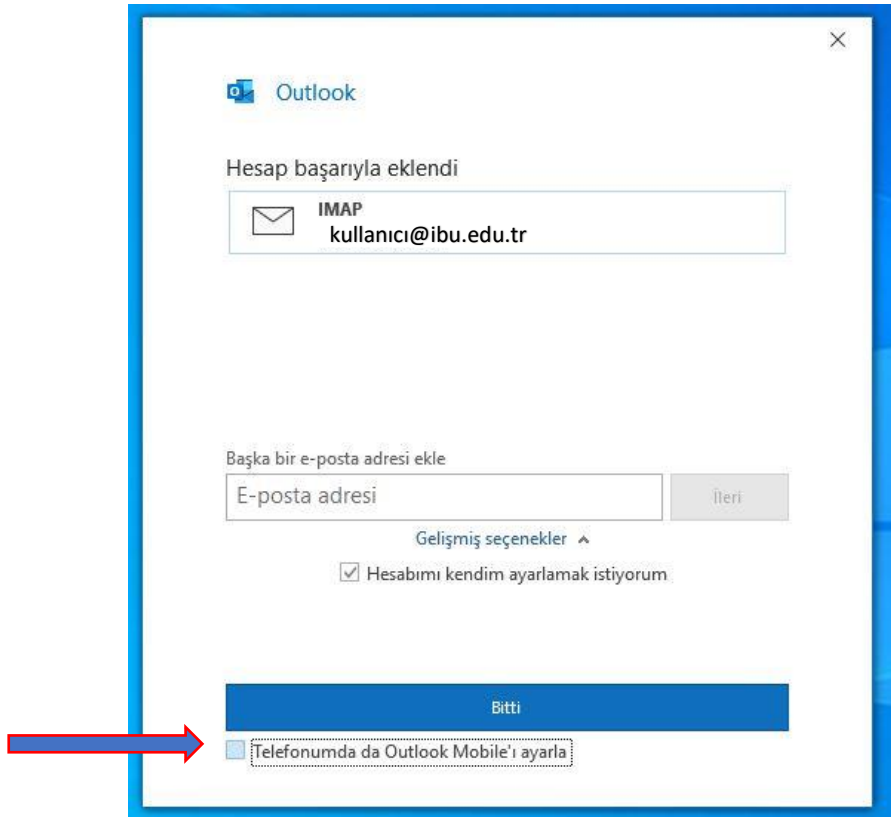 Outlook
Hesap başarıyla eklendi
IMAP
kullanıcı@ibu.edu.tr
Başka bir e-posta adresi ekle
E-posta adresi
İleri
Gelişmiş seçenekler
Hesabımı kendim ayarlamak istiyorum
Bitti
Telefonumda da Outlook Mobile'ı ayarla